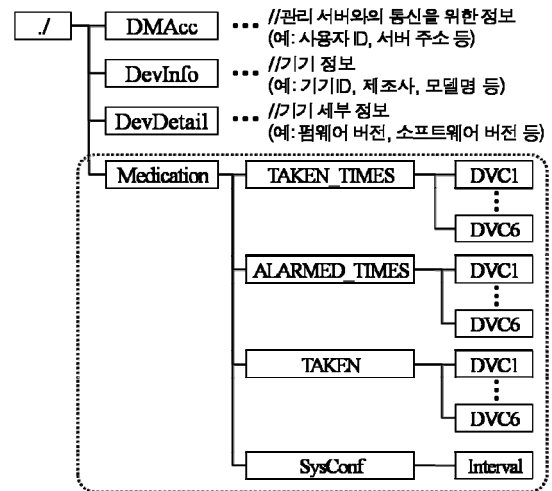 ./
DMAcc
//관리 서버와의 통신을 위한 정보
(예: 사용자 ID, 서버 주소 등)
DevInfo
//기기 정보
(예: 기기ID, 제조사, 모델명 등)
DevDetail
//기기 세부 정보
(예: 펌웨어 버전, 소프트웨어 버전 등)
Medication
TAKEN_TIMES
DVC1
DVC6
ALARMED_TIMES
DVC1
DVC6
TAKEN
DVC1
DVC6
SysConf
Interval